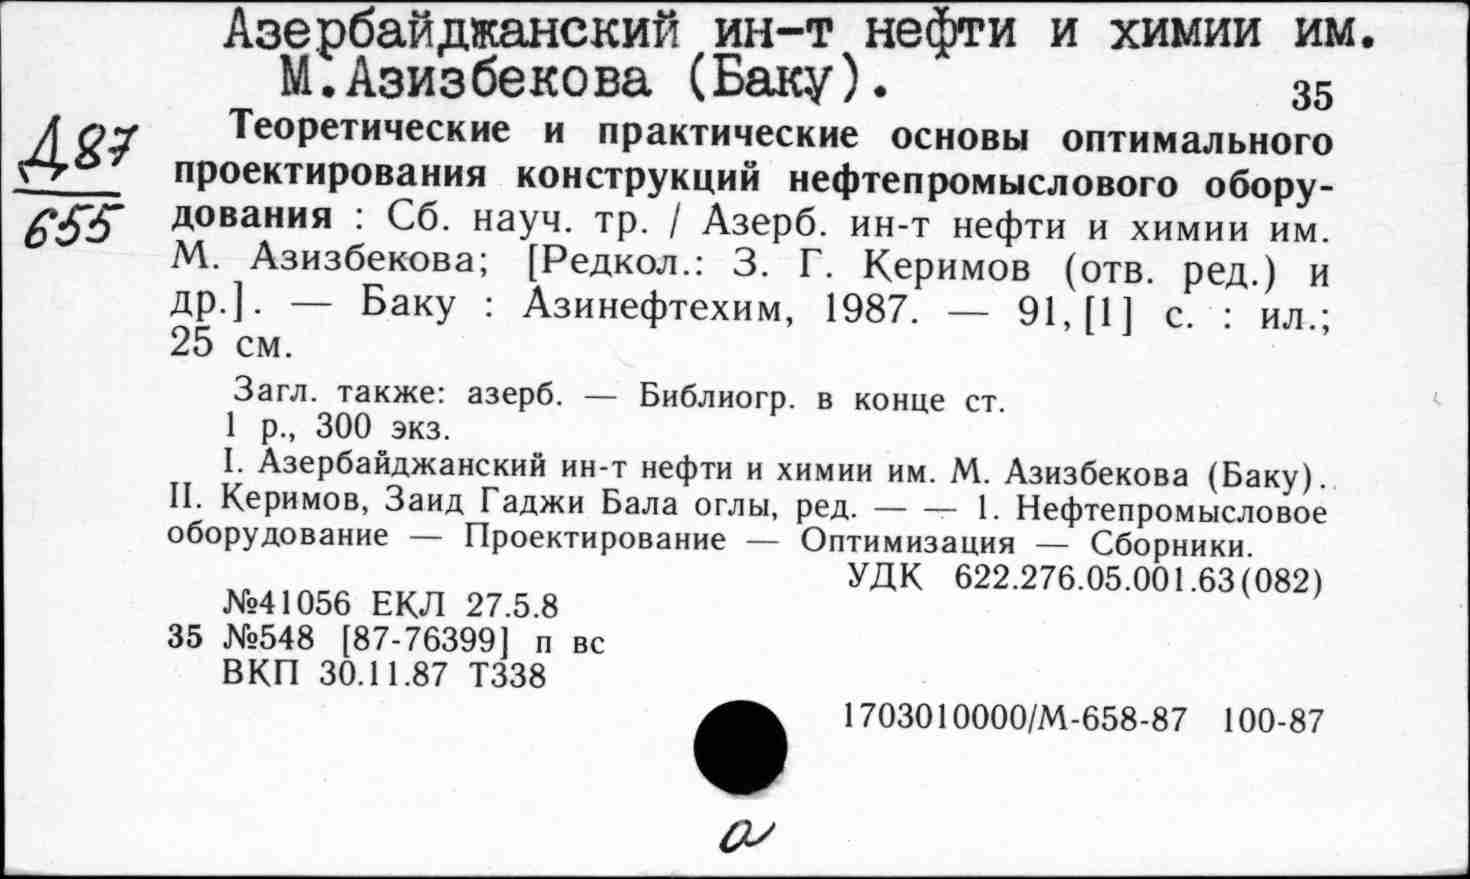 Азербайджанский ин-т нефти и химии им.
М.Азизбекова (Баку).
35
Д87
655
Теоретические и практические основы оптимального
проектирования конструкций нефтепромыслового обору-
дования : Сб. науч. тр. / Азерб. ин-т нефти и химии им.
М. Азизбекова; [Редкол.: З. Г. Керимов (отв. ред.) и
др.]. — Баку : Азинефтехим, 1987. — 91, [1] с. : ил.;
25 см.
Загл. также: азерб. — Библиогр. в конце ст.
1 р., 300 экз.
I. Азербайджанский ин-т нефти и химии им. М. Азизбекова (Баку).
II. Керимов, Заид Гаджи Бала оглы, ред. — — 1. Нефтепромысловое
оборудование — Проектирование — Оптимизация — Сборники.
УДК 622.276.05.001.63(082)
№41056 ЕКЛ 27.5.8
35 №548 [87-76399] п вс
ВКП 30.11.87 Т338
1703010000/М-658-87 100-87